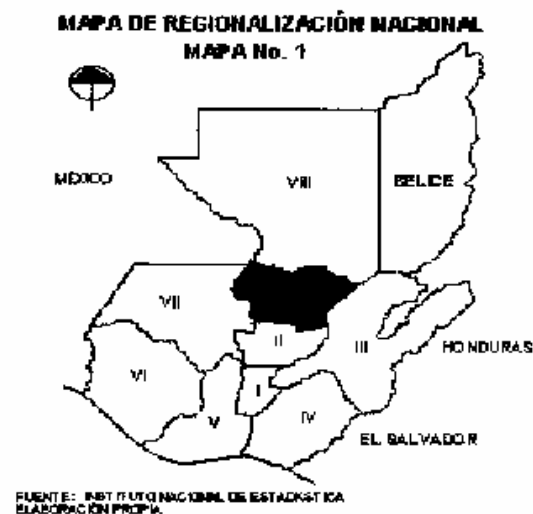 MAPA DE REGIONALIZACIÓN NACIONAL
MAPA No. 1
MÉXICO
VIII
BELICE
VII
II
III
HONDURAS
VI
I
V
IV
EL SALVADOR
FUENTE: INSTITUTO NACIONAL DE ESTADISTICA
ELABORACIÓN PROPIA